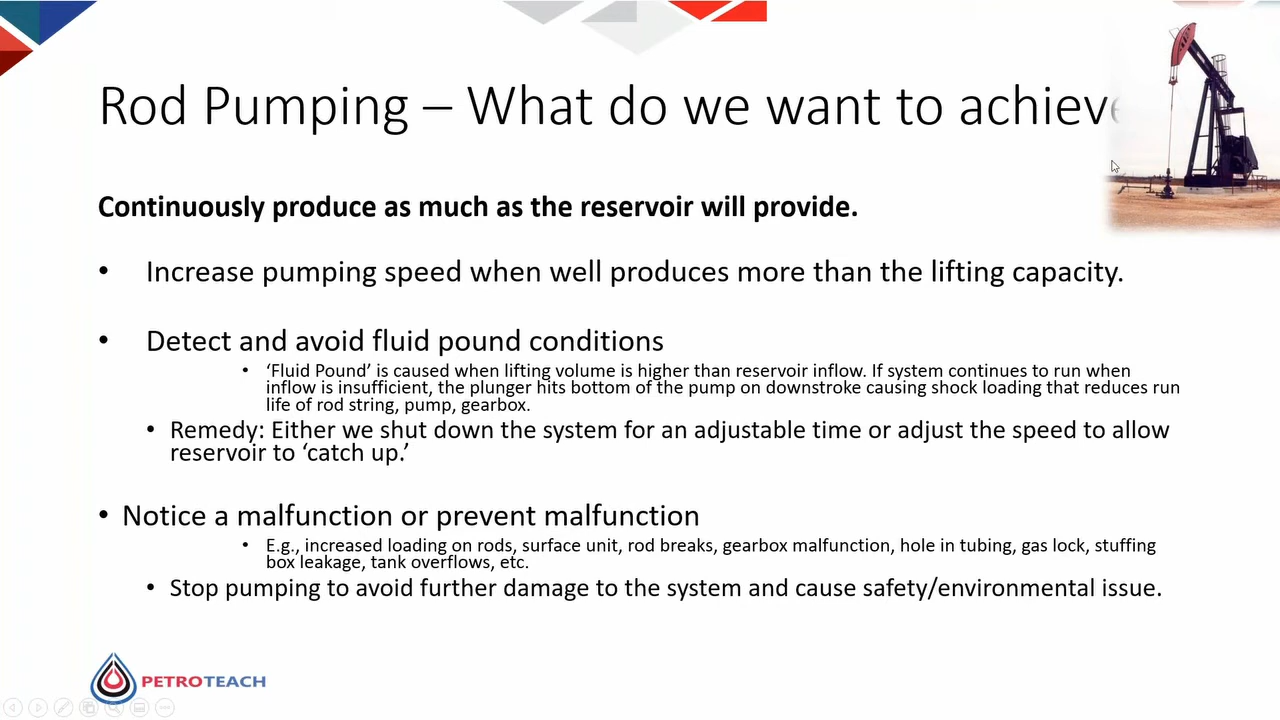 Rod Pumping – What do we want to achieve
Continuously produce as much as the reservoir will provide.
• Increase pumping speed when well produces more than the lifting capacity.
• Detect and avoid fluid pound conditions
• ‘Fluid Pound’ is caused when lifting volume is higher than reservoir inflow. If system continues to run when
inflow is insufficient, the plunger hits bottom of the pump on downstroke causing shock loading that reduces run
life of rod string, pump, gearbox.
• Remedy: Either we shut down the system for an adjustable time or adjust the speed to allow
reservoir to ‘catch up.’
• Notice a malfunction or prevent malfunction
• E.g., increased loading on rods, surface unit, rod breaks, gearbox malfunction, hole in tubing, gas lock, stuffing
box leakage, tank overflows, etc.
• Stop pumping to avoid further damage to the system and cause safety/environmental issue.
PETROTEACH